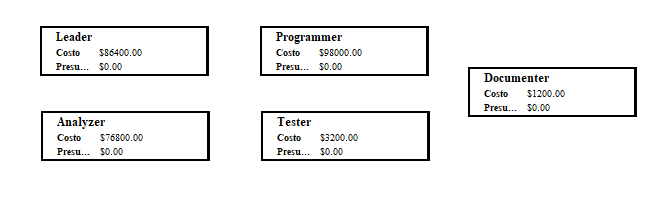 Leader
Costo $86400.00
Presu... $0.00
Programmer
Costo $98000.00
Presu... $0.00
Documenter
Costo $1200.00
Presu... $0.00
Analyzer
Costo $76800.00
Presu... $0.00
Tester
Costo $3200.00
Presu... $0.00